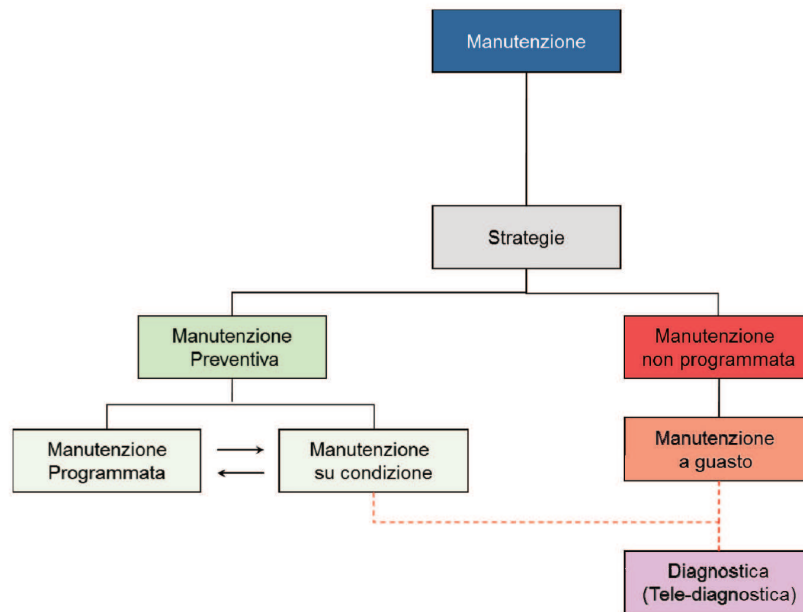 Manutenzione
Strategie
Manutenzione
Preventiva
Manutenzione
non programmata
Manutenzione
Programmata
Manutenzione
su condizione
Manutenzione
a guasto
Diagnostica
(Tele-diagnostica)